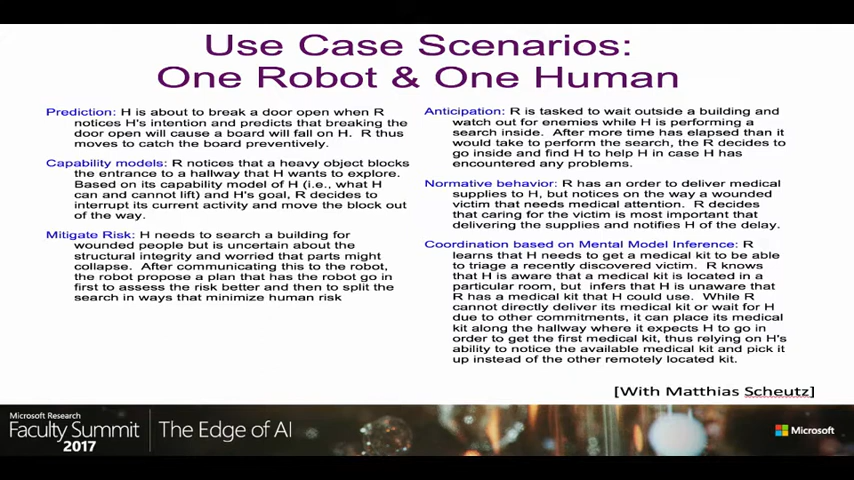 Use Case Scenarios:
One Robot & One Human
Prediction: H is about to break a door open when R
notices H's intention and predicts that breaking the
door open will cause a board will fall on H. R thus
moves to catch the board preventively.
Capability models: R notices that a heavy object blocks
the entrance to a hallway that H wants to explore.
Based on its capability model of H (i.e., what H
can and cannot lift) and H's goal, R decides to
interrupt its current activity and move the block out
of the way.
Mitigate Risk: H needs to search a building for
wounded people but is uncertain about the
structural integrity and worried that parts might
collapse. After communicating this to the robot,
the robot propose a plan that has the robot go in
first to assess the risk better and then to split the
search in ways that minimize human risk
Anticipation: R is tasked to wait outside a building and
watch out for enemies while H is performing a
search inside. After more time has elapsed than it
would take to perform the search, the R decides to
go inside and find H to help H in case H has
encountered any problems.
Normative behavior: R has an order to deliver medical
supplies to H, but notices on the way a wounded
victim that needs medical attention. R decides
that caring for the victim is most important that
delivering the supplies and notifies H of the delay.
Coordination based on Mental Model Inference: R
learns that H needs to get a medical kit to be able
to triage a recently discovered victim. R knows
that H is aware that a medical kit is located in a
particular room, but infers that H is unaware that
R has a medical kit that H could use. While R
cannot directly deliver its medical kit or wait for H
due to other commitments, it can place its medical
kit along the hallway where it expects H to go in
order to get the first medical kit, thus relying on H's
ability to notice the available medical kit and pick it
up instead of the other remotely located kit.
[With Matthias Scheutz]
Microsoft Research
Faculty Summit
2017
The Edge of AI
Microsoft